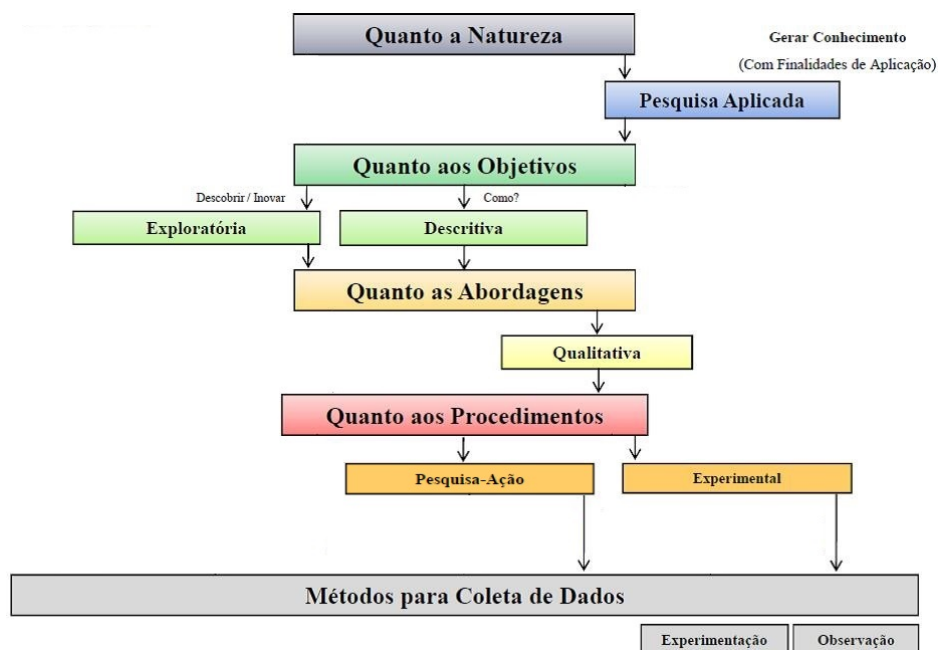 Quanto a Natureza
Gerar Conhecimento
(Com Finalidades de Aplicação)
Pesquisa Aplicada
Quanto aos Objetivos
Descobrir / Inovar
Como?
Exploratória
Descritiva
Quanto as Abordagens
Qualitativa
Quanto aos Procedimentos
Pesquisa-Ação
Experimental
Métodos para Coleta de Dados
Experimentação
Observação